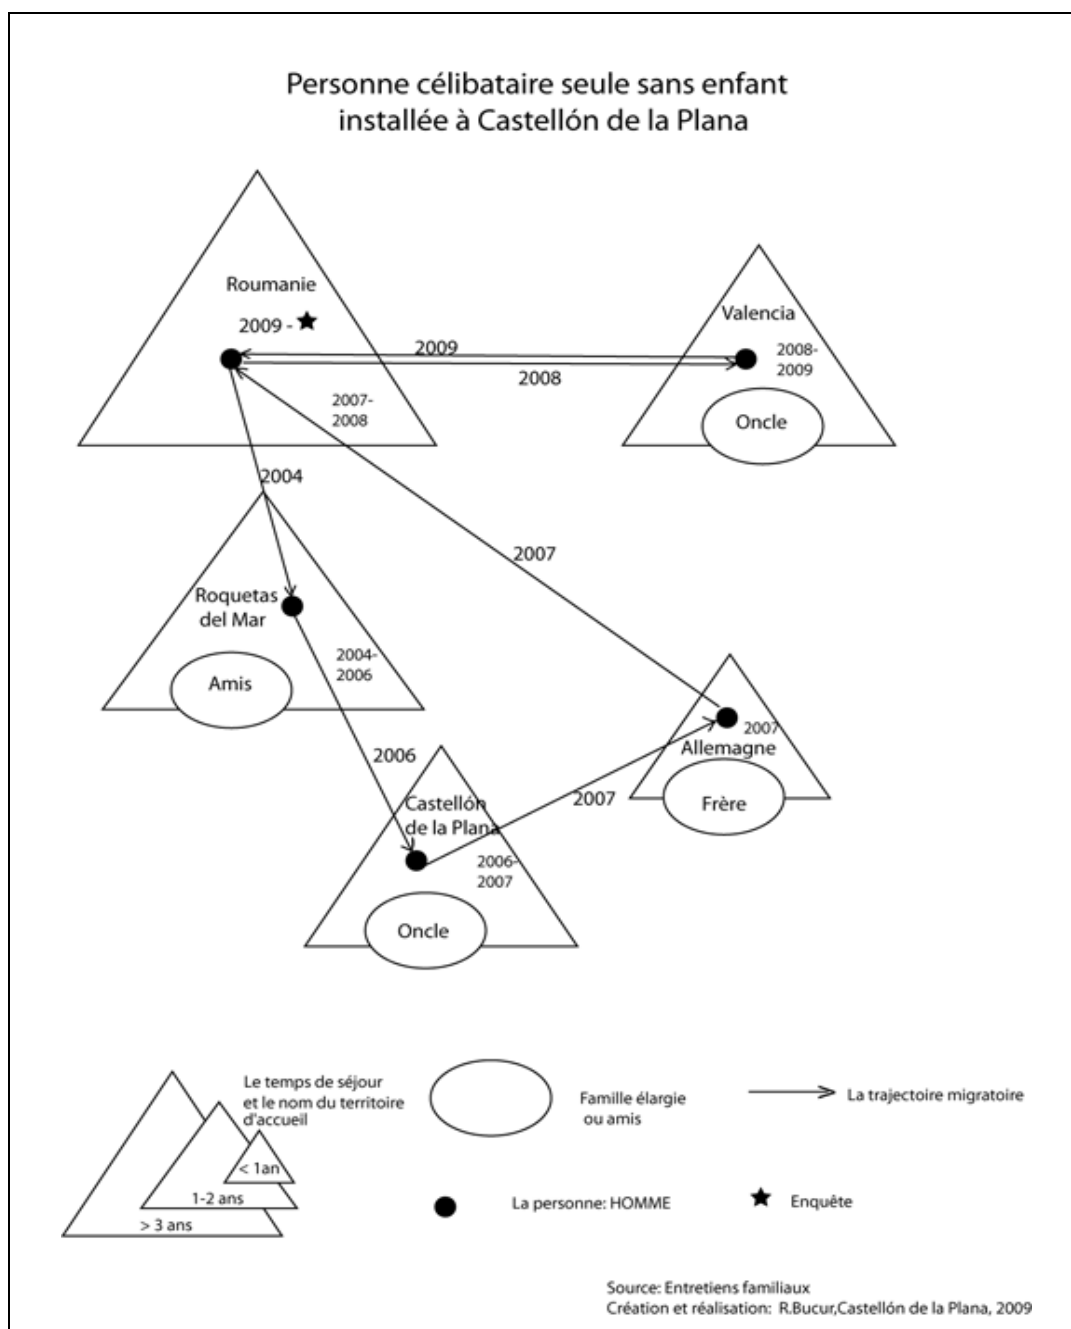 Personne célibataire seule sans enfant
installée à Castellón de la Plana
Roumanie
2009 -
2007-
2008
2009
2008
Valencia
2008-
2009
Oncle
2004
2007
Roquetas
del Mar
2004-
2006
Amis
2006
Castellón
de la Plana
2006-
2007
Oncle
2007
2007
Allemagne
Frère
Le temps de séjour
et le nom du territoire
d'accueil
< 1an
1-2 ans
> 3 ans
Famille élargie
ou amis
La trajectoire migratoire
La personne: HOMME
Enquête
Source: Entretiens familiaux
Création et réalisation: R.Bucur,Castellón de la Plana, 2009